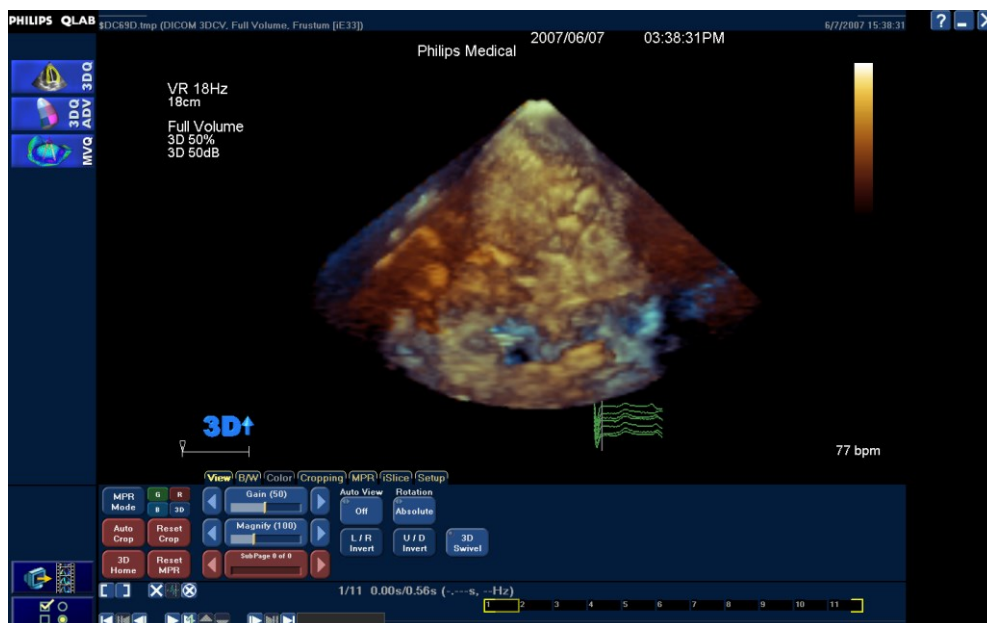 PHILIPS QLAB $DC69D.tmp (DICOM 3DCV, Full Volume, Frustum [iE33]) 6/7/2007 15:38:31 ? X
2007/06/07 03:38:31PM
Philips Medical
3DQ
3DQ ADV
MVQ
VR 18Hz
18cm
Full Volume
3D 50%
3D 50dB
3D
77 bpm
View B/W Color Cropping MPR iSlice Setup
MPR Mode G R B 3D Gain (50) Auto View Off Rotation Absolute
Auto Crop Reset Crop Magnify (100) L / R Invert U / D Invert 3D Swivel
3D Home Reset MPR SubPage 0 of 0
1/11 0.00s/0.56s (-.---s, --Hz)
1 2 3 4 5 6 7 8 9 10 11